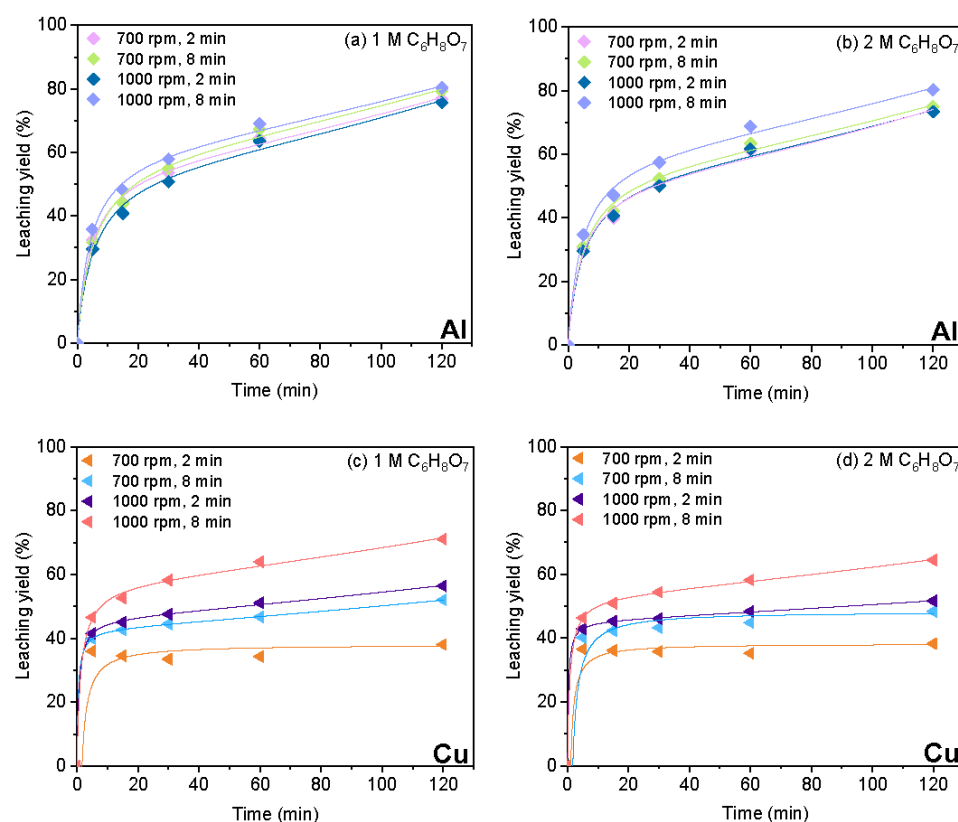 100
80
60
40
20
0
Leaching yield (%)
700 rpm, 2 min
700 rpm, 8 min
1000 rpm, 2 min
1000 rpm, 8 min
(a) 1 M C₆H₈O₇
Al
0 20 40 60 80 100 120
Time (min)
100
80
60
40
20
0
Leaching yield (%)
700 rpm, 2 min
700 rpm, 8 min
1000 rpm, 2 min
1000 rpm, 8 min
(b) 2 M C₆H₈O₇
Al
0 20 40 60 80 100 120
Time (min)
100
80
60
40
20
0
Leaching yield (%)
700 rpm, 2 min
700 rpm, 8 min
1000 rpm, 2 min
1000 rpm, 8 min
(c) 1 M C₆H₈O₇
Cu
0 20 40 60 80 100 120
Time (min)
100
80
60
40
20
0
Leaching yield (%)
700 rpm, 2 min
700 rpm, 8 min
1000 rpm, 2 min
1000 rpm, 8 min
(d) 2 M C₆H₈O₇
Cu
0 20 40 60 80 100 120
Time (min)